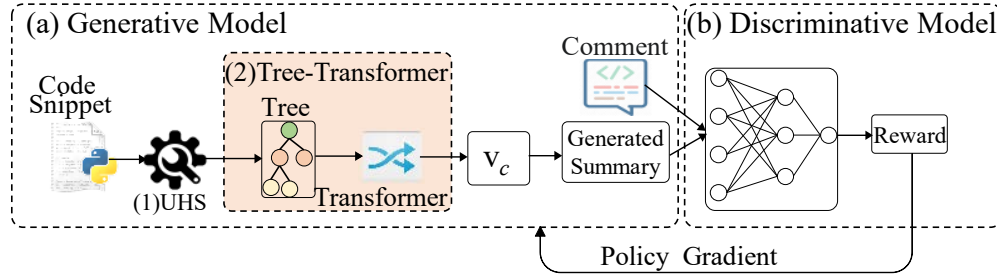 (a) Generative Model
(b) Discriminative Model
Code
Snippet
(1)UHS
(2)Tree-Transformer
Tree
Transformer
v_c
Comment
</>
Generated
Summary
Reward
Policy Gradient